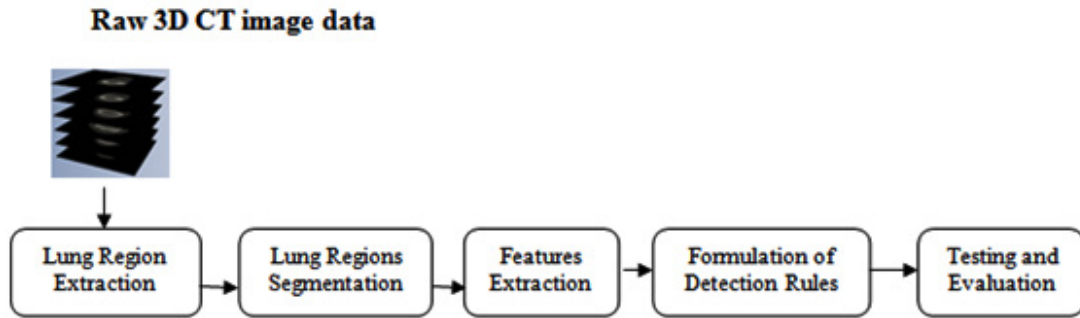 Raw 3D CT image data
Lung Region
Extraction
Lung Regions
Segmentation
Features
Extraction
Formulation of
Detection Rules
Testing and
Evaluation